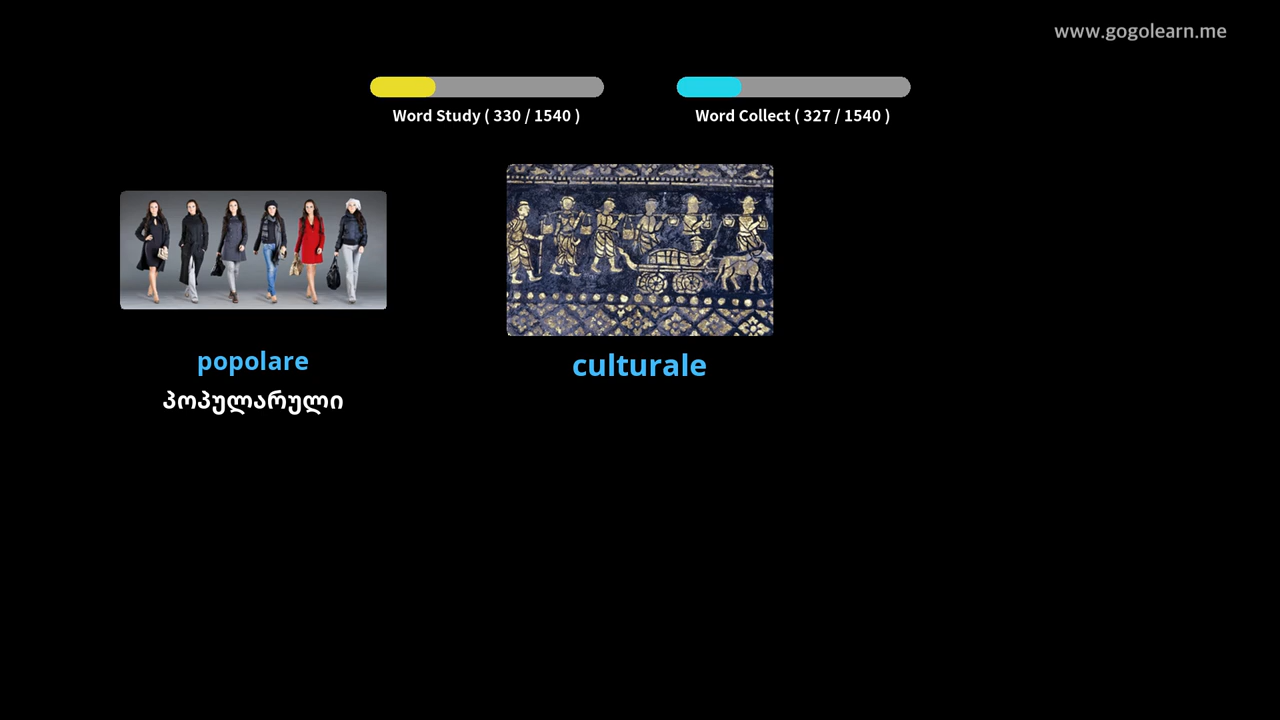 www.gogolearn.me
Word Study ( 330 / 1540 )
Word Collect ( 327 / 1540 )
popolare
პოპულარული
culturale